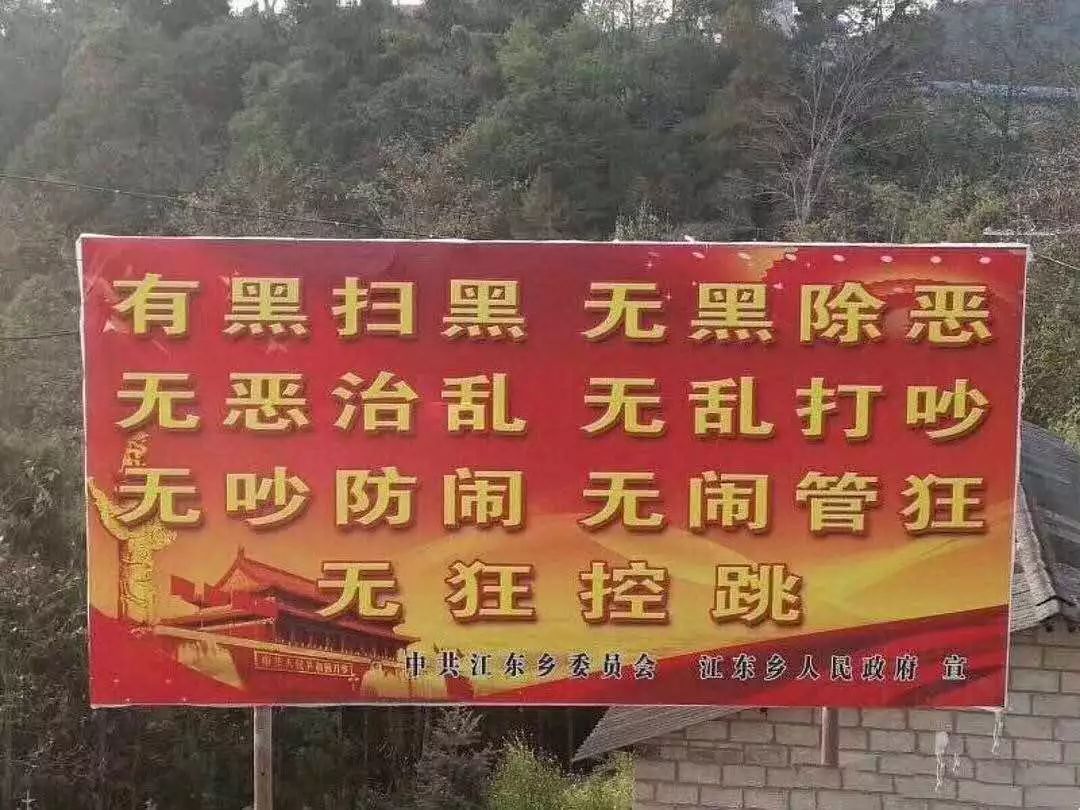 有黑扫黑 无黑除恶
无恶治乱 无乱打吵
无吵防闹 无闹管狂
无狂控跳
中共江东乡委员会 江东乡人民政府 宣